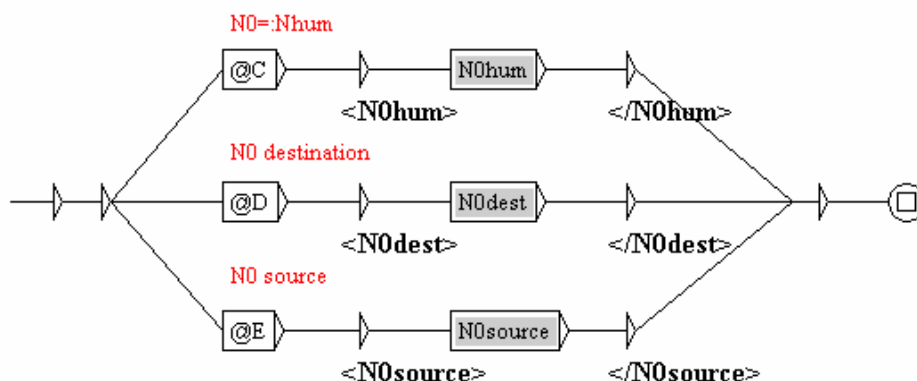 N0=:Nhum
@C N0hum
<N0hum> </N0hum>
N0 destination
@D N0dest
<N0dest> </N0dest>
N0 source
@E N0source
<N0source> </N0source>